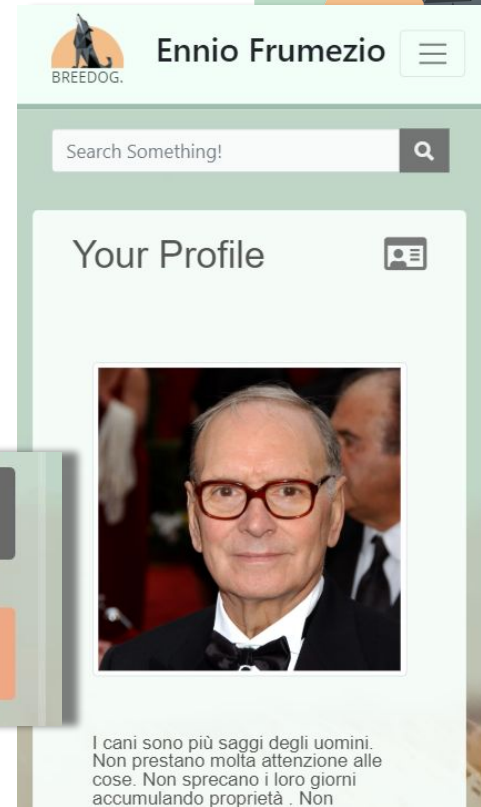 Ennio Frumezio
BREEDOG.
Search Something!
Your Profile
I cani sono più saggi degli uomini.
Non prestano molta attenzione alle
cose. Non sprecano i loro giorni
accumulando proprietà . Non